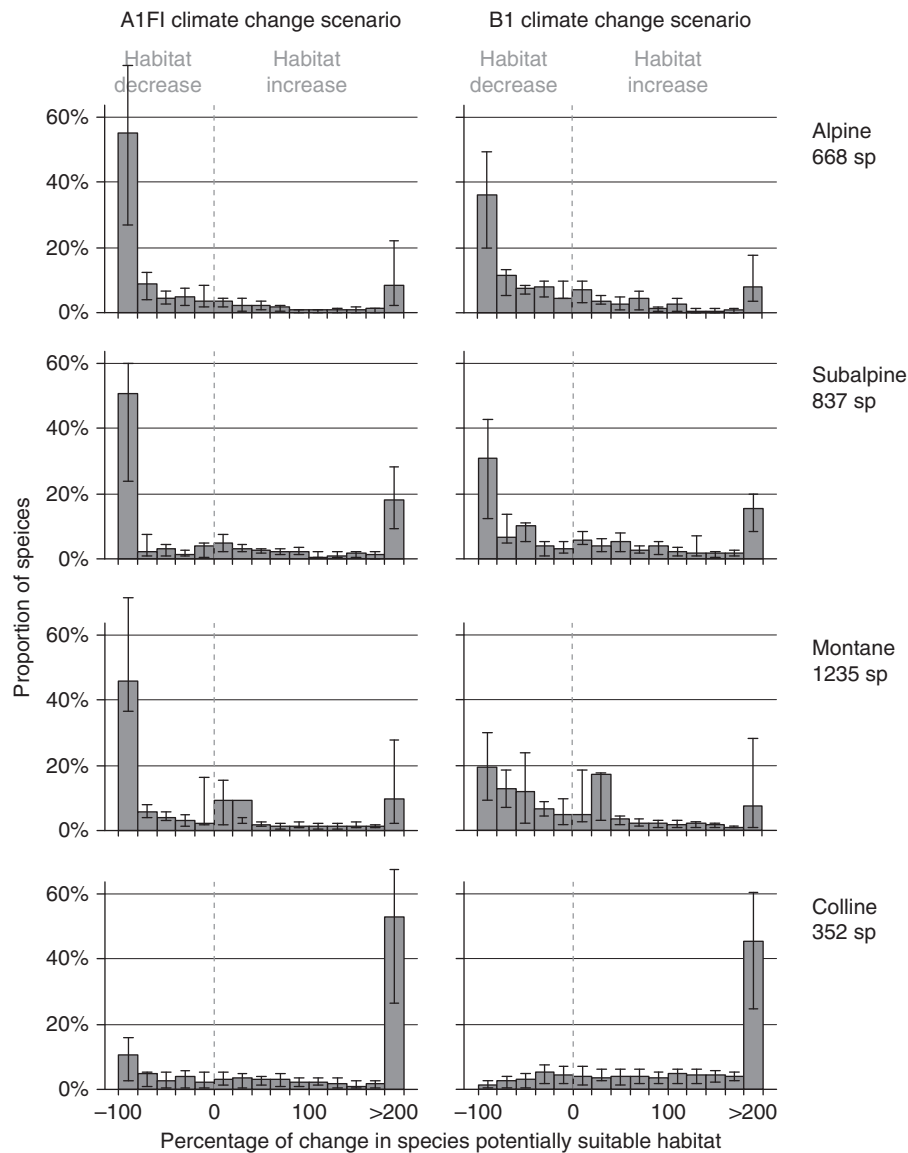 A1FI climate change scenario
B1 climate change scenario
Habitat
decrease
Habitat
increase
Habitat
decrease
Habitat
increase
60%
40%
20%
0%
Alpine
668 sp
60%
40%
20%
0%
Subalpine
837 sp
60%
40%
20%
0%
Montane
1235 sp
60%
40%
20%
0%
Colline
352 sp
Proportion of speices
–100 0 100 >200
–100 0 100 >200
Percentage of change in species potentially suitable habitat